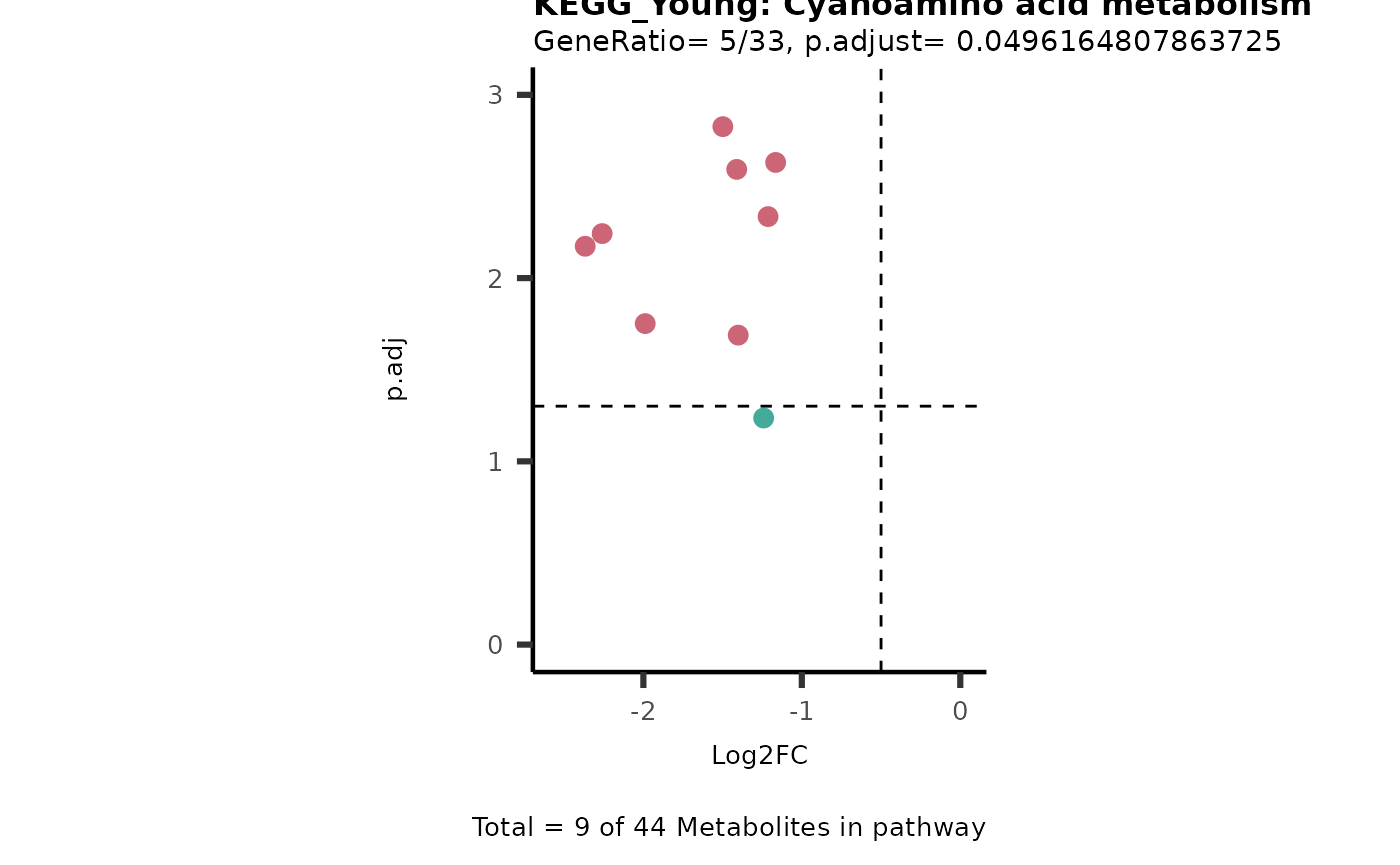 KEGG_Young: Cyanoamino acid metabolism
GeneRatio= 5/33, p.adjust= 0.0496164807863725
3
2
1
0
p.adj
-2 -1 0
Log2FC
Total = 9 of 44 Metabolites in pathway